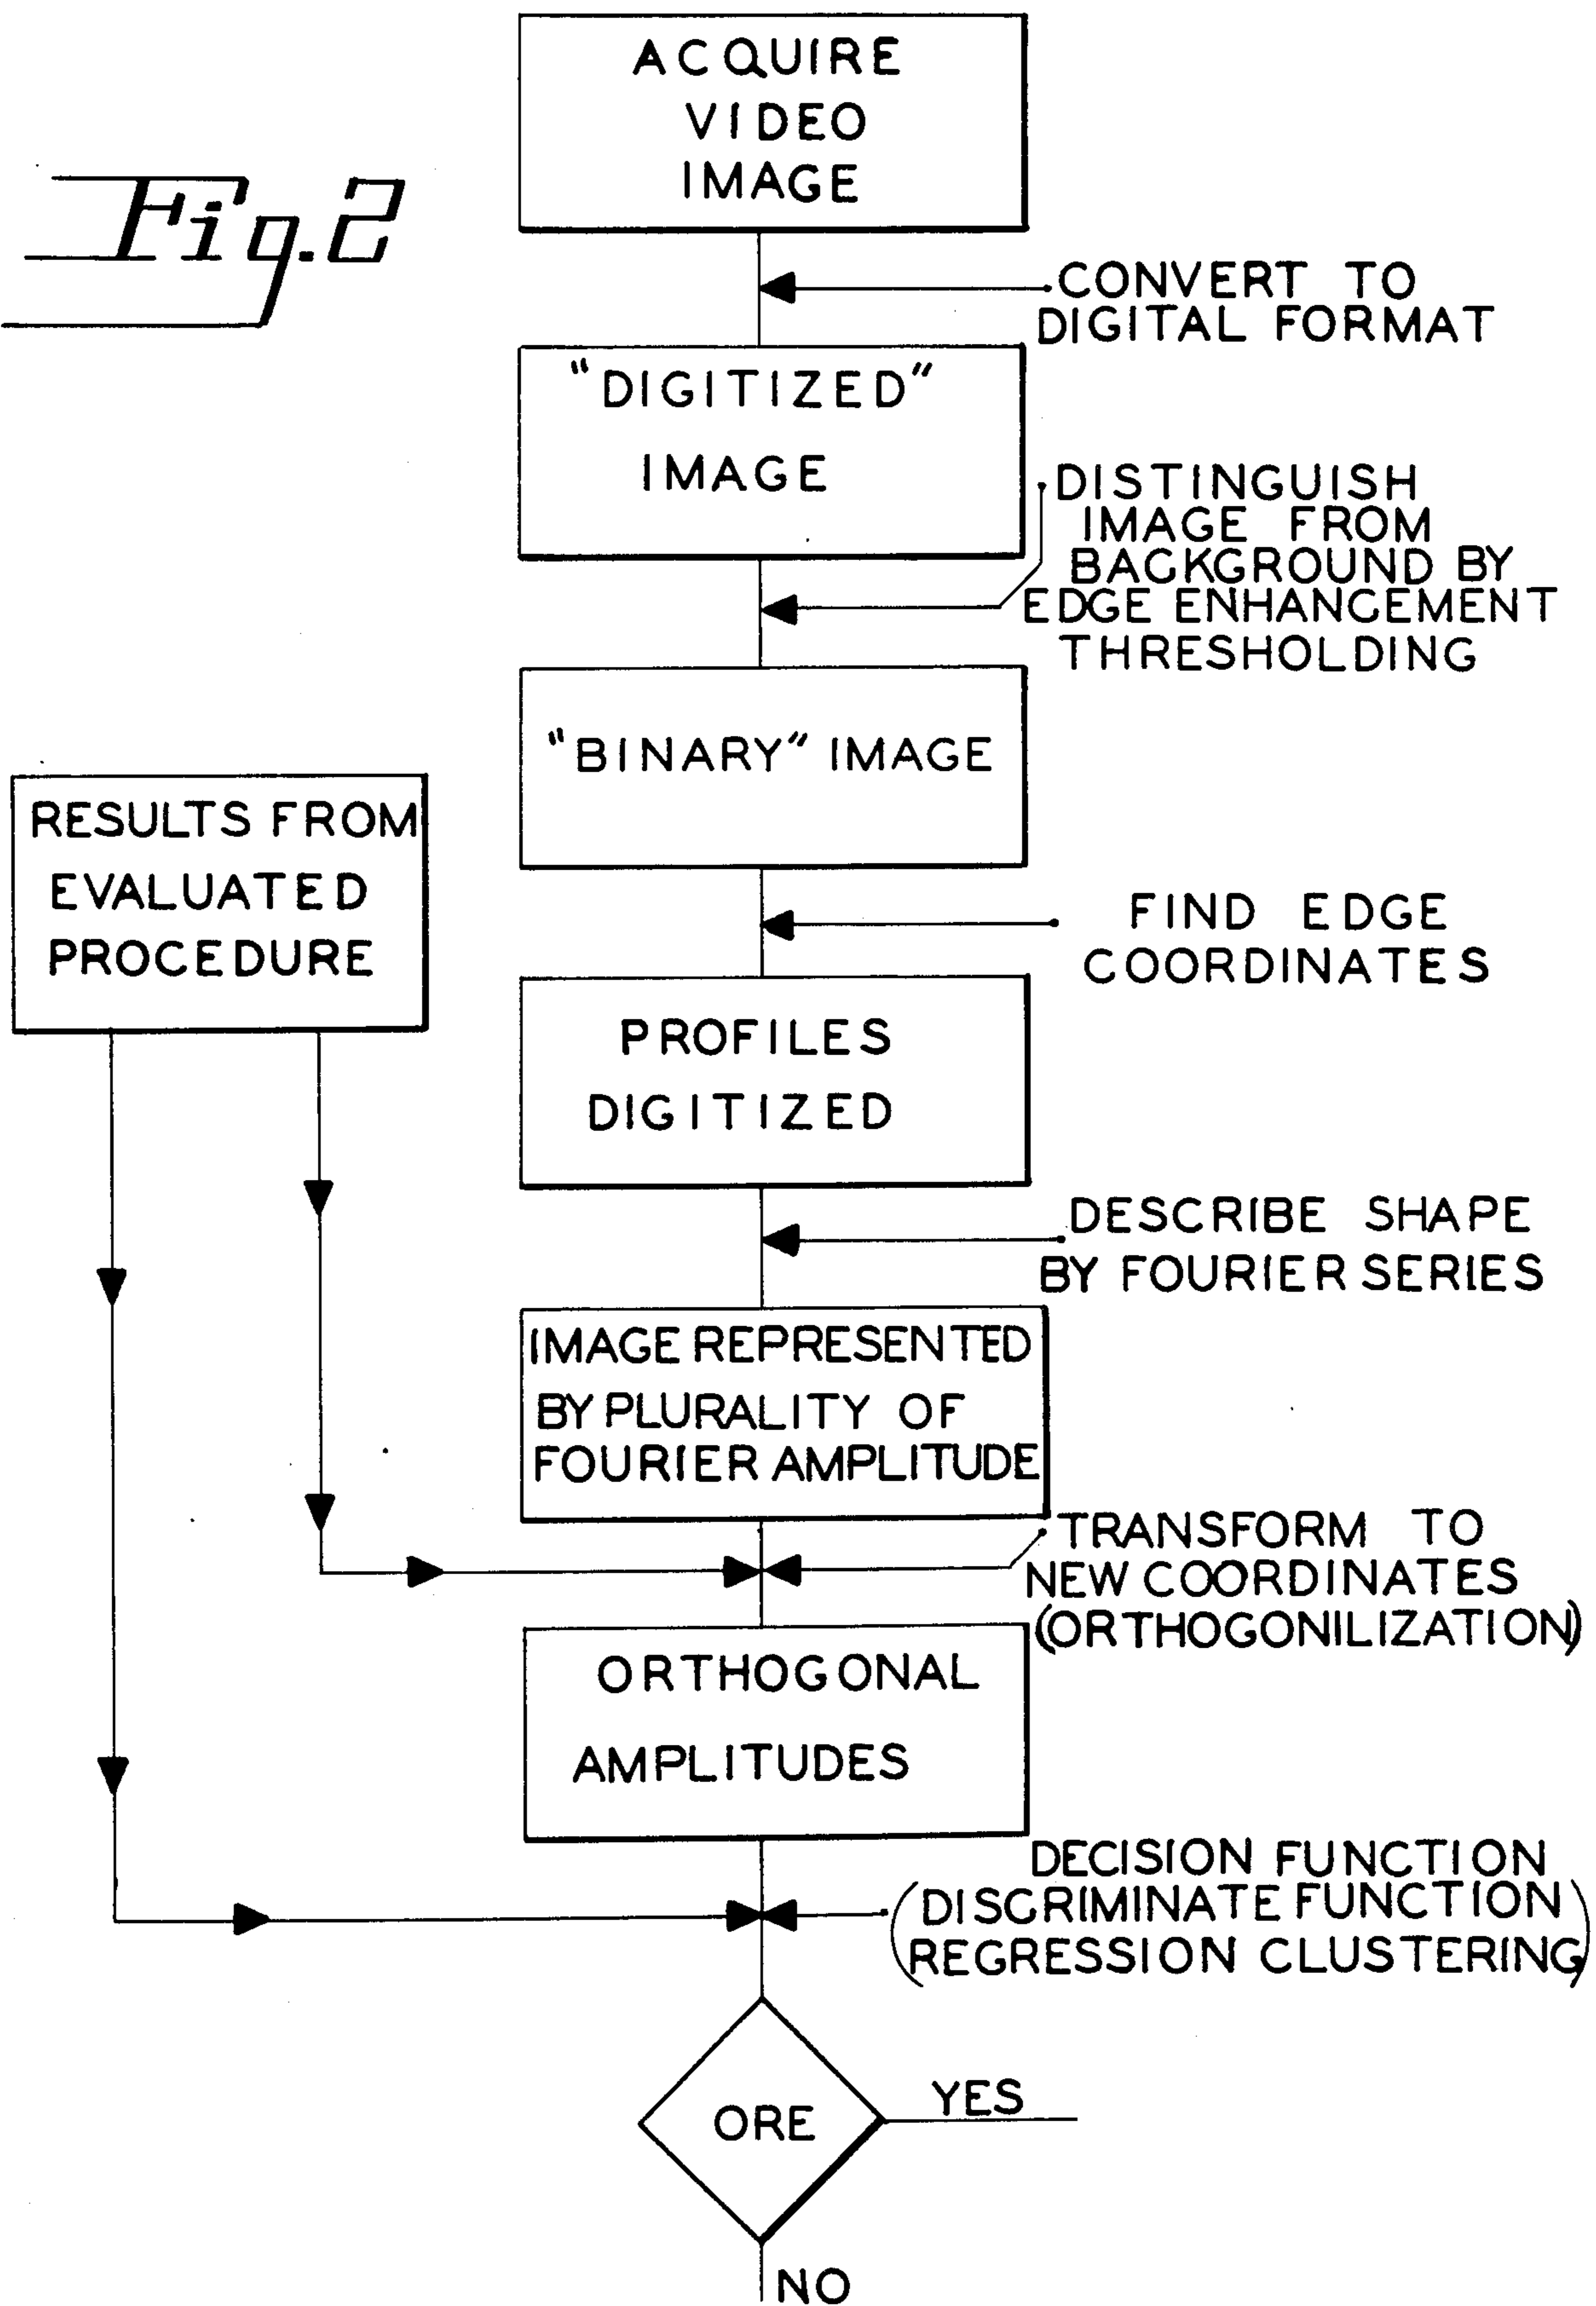 Fig. 2
ACQUIRE
VIDEO
IMAGE
CONVERT TO
DIGITAL FORMAT
"DIGITIZED"
IMAGE
DISTINGUISH
IMAGE FROM
BACKGROUND BY
EDGE ENHANCEMENT
THRESHOLDING
"BINARY" IMAGE
RESULTS FROM
EVALUATED
PROCEDURE
FIND EDGE
COORDINATES
PROFILES
DIGITIZED
DESCRIBE SHAPE
BY FOURIER SERIES
IMAGE REPRESENTED
BY PLURALITY OF
FOURIER AMPLITUDE
TRANSFORM TO
NEW COORDINATES
(ORTHOGONILIZATION)
ORTHOGONAL
AMPLITUDES
DECISION FUNCTION
(DISCRIMINATE FUNCTION
REGRESSION CLUSTERING)
ORE
YES
NO